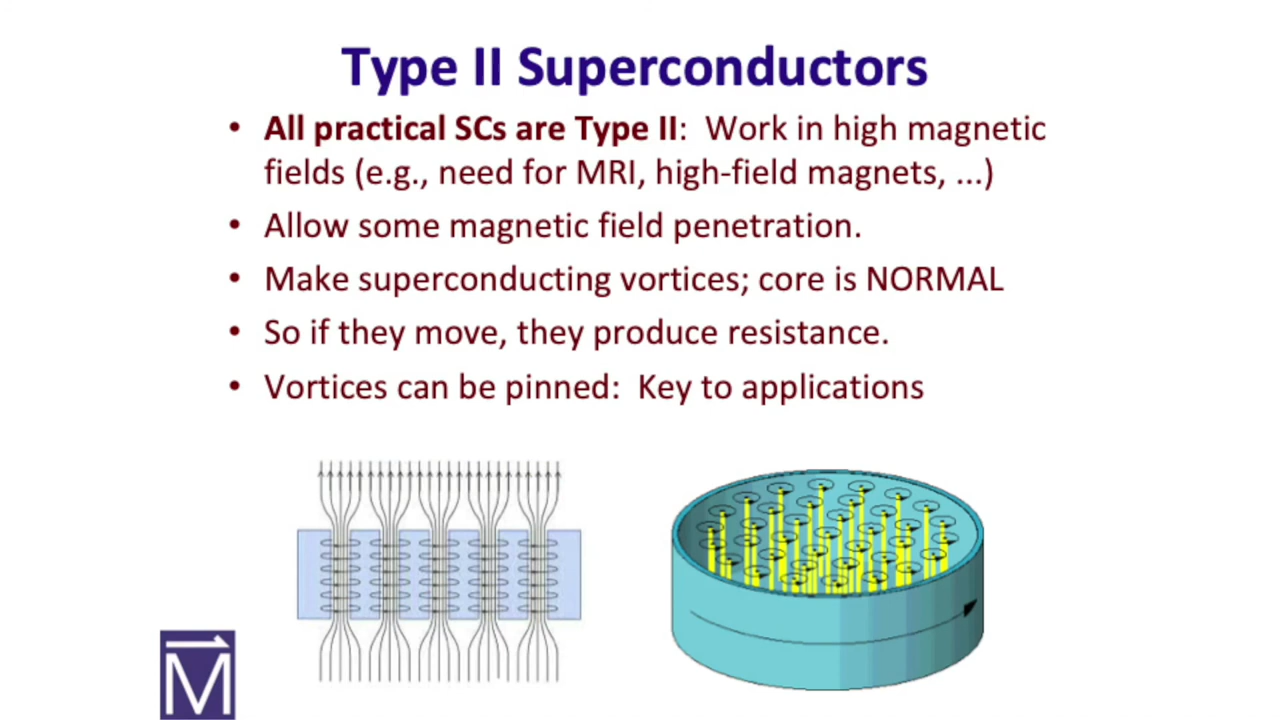 Type II Superconductors
• All practical SCs are Type II: Work in high magnetic
fields (e.g., need for MRI, high-field magnets, ...)
• Allow some magnetic field penetration.
• Make superconducting vortices; core is NORMAL
• So if they move, they produce resistance.
• Vortices can be pinned: Key to applications
M